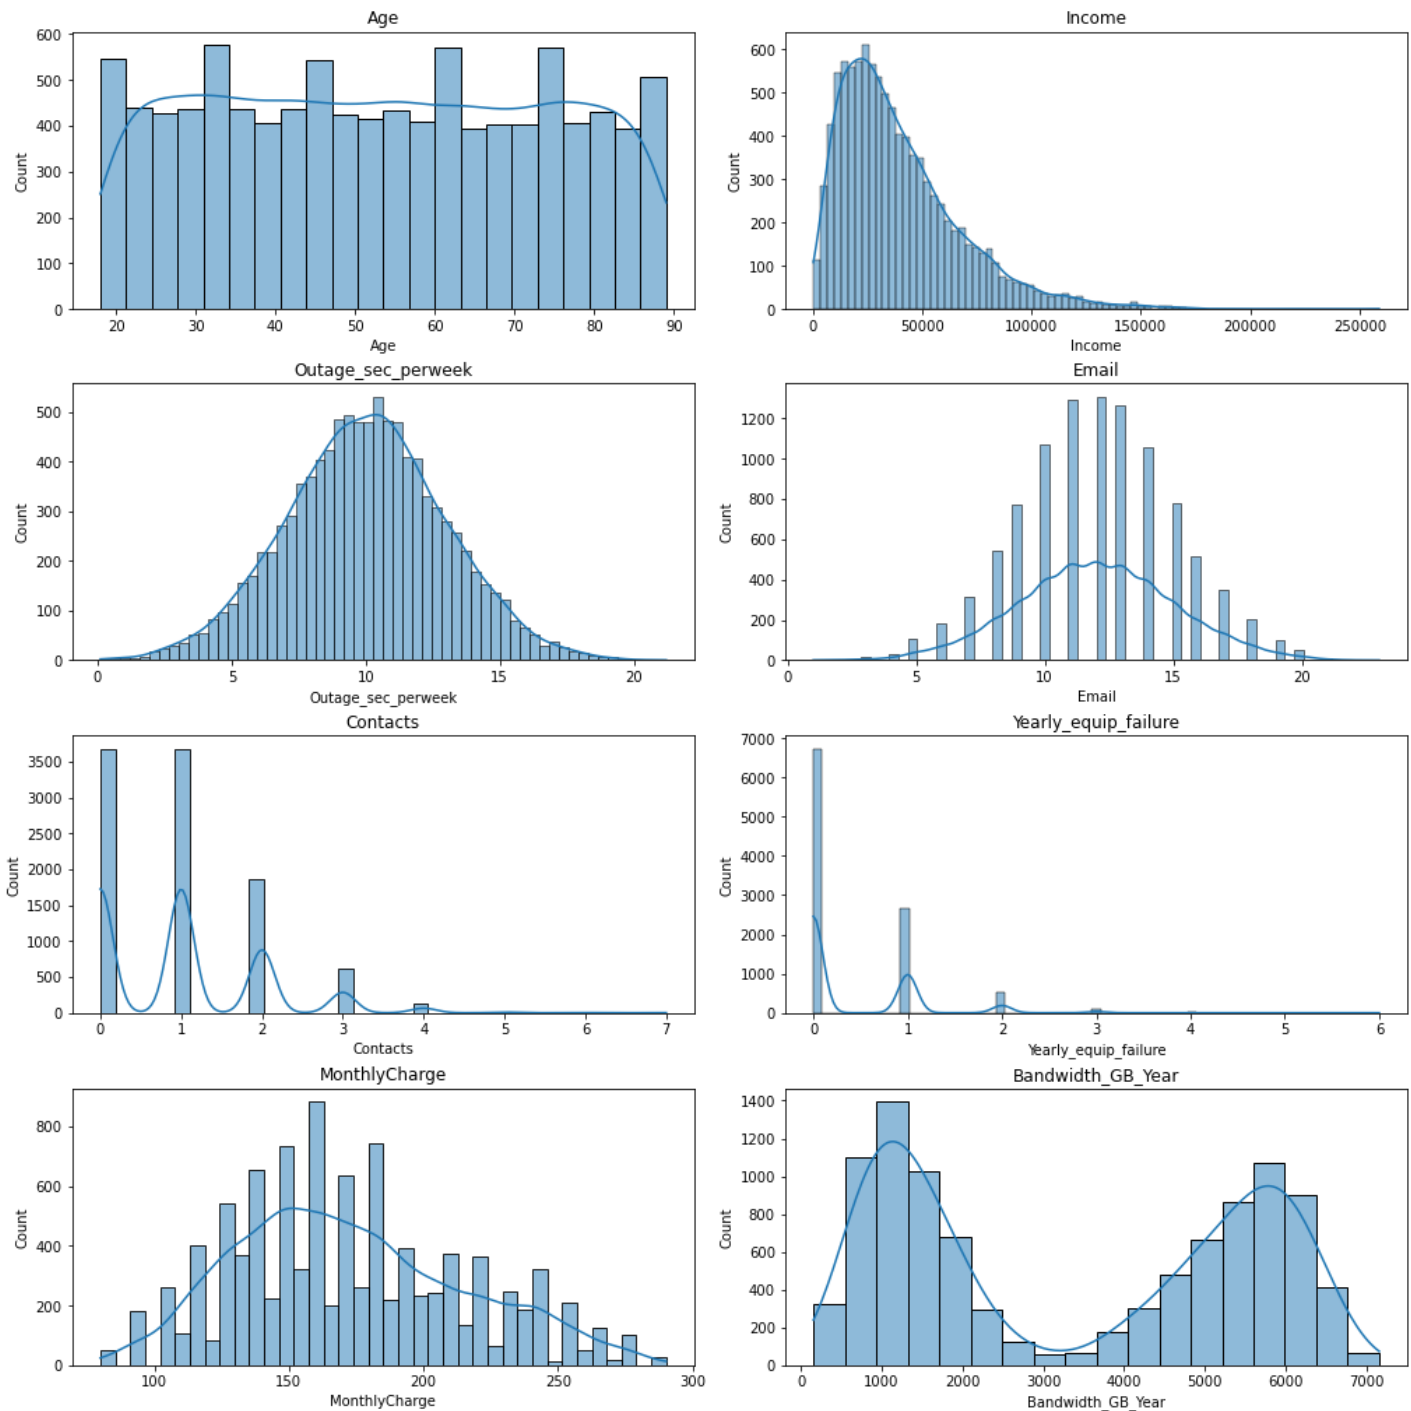 Age
600
500
400
300
200
100
0
Count
20 30 40 50 60 70 80 90
Age
Income
600
500
400
300
200
100
0
Count
0 50000 100000 150000 200000 250000
Income
Outage_sec_perweek
500
400
300
200
100
0
Count
0 5 10 15 20
Outage_sec_perweek
Email
1200
1000
800
600
400
200
0
Count
0 5 10 15 20
Email
Contacts
3500
3000
2500
2000
1500
1000
500
0
Count
0 1 2 3 4 5 6 7
Contacts
Yearly_equip_failure
7000
6000
5000
4000
3000
2000
1000
0
Count
0 1 2 3 4 5 6
Yearly_equip_failure
MonthlyCharge
800
600
400
200
0
Count
100 150 200 250 300
MonthlyCharge
Bandwidth_GB_Year
1400
1200
1000
800
600
400
200
0
Count
0 1000 2000 3000 4000 5000 6000 7000
Bandwidth_GB_Year